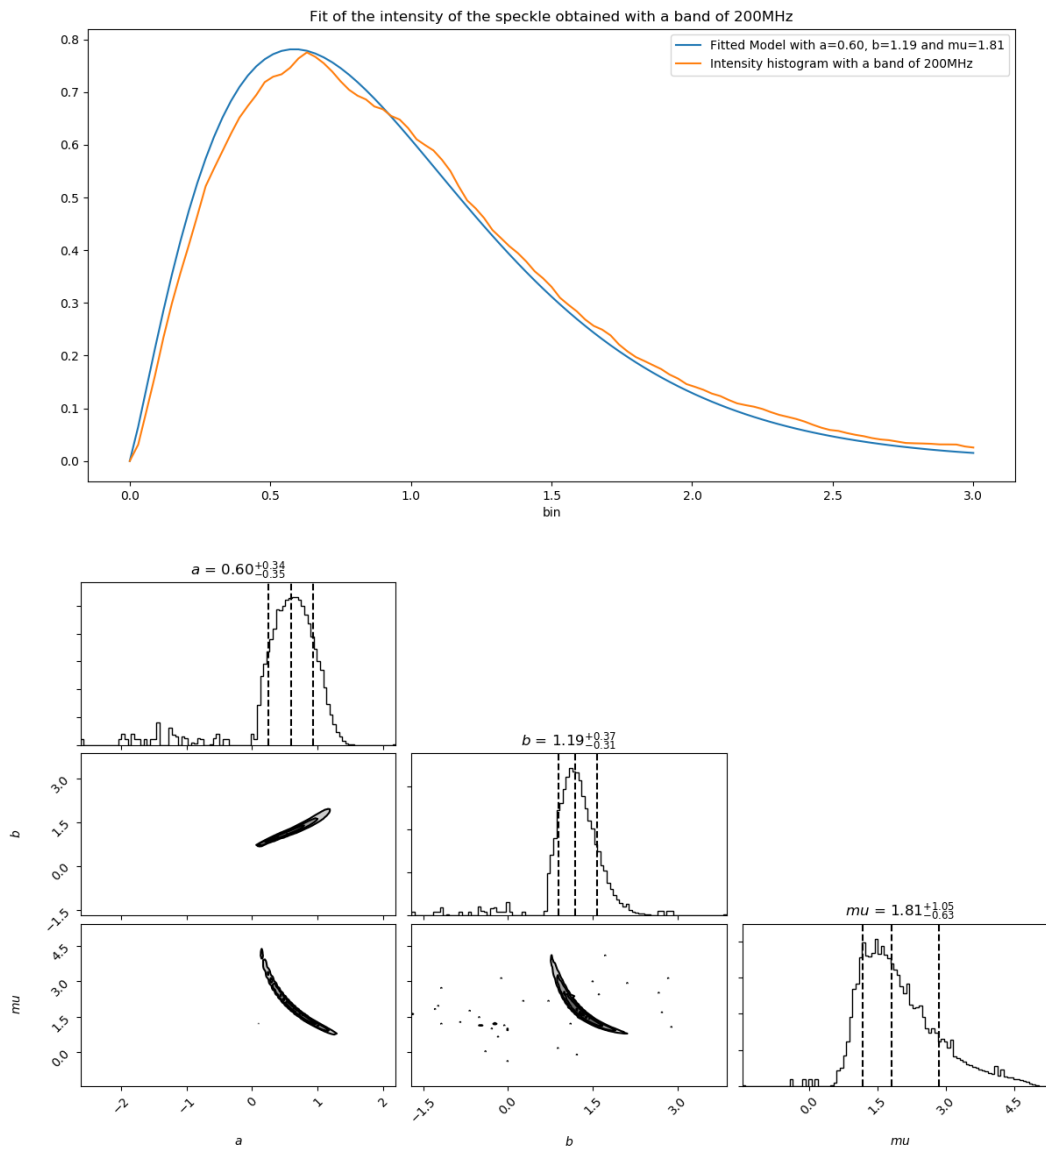 Fit of the intensity of the speckle obtained with a band of 200MHz
Fitted Model with a=0.60, b=1.19 and mu=1.81
Intensity histogram with a band of 200MHz
0.8
0.7
0.6
0.5
0.4
0.3
0.2
0.1
0.0
0.0 0.5 1.0 1.5 2.0 2.5 3.0
bin
a = 0.60+0.34−0.35
b = 1.19+0.37−0.31
3.0
1.5
0.0
−1.5
b
mu = 1.81+1.05−0.63
4.5
3.0
1.5
0.0
mu
−2 −1 0 1 2
−1.5 0.0 1.5 3.0
0.0 1.5 3.0 4.5
a
b
mu